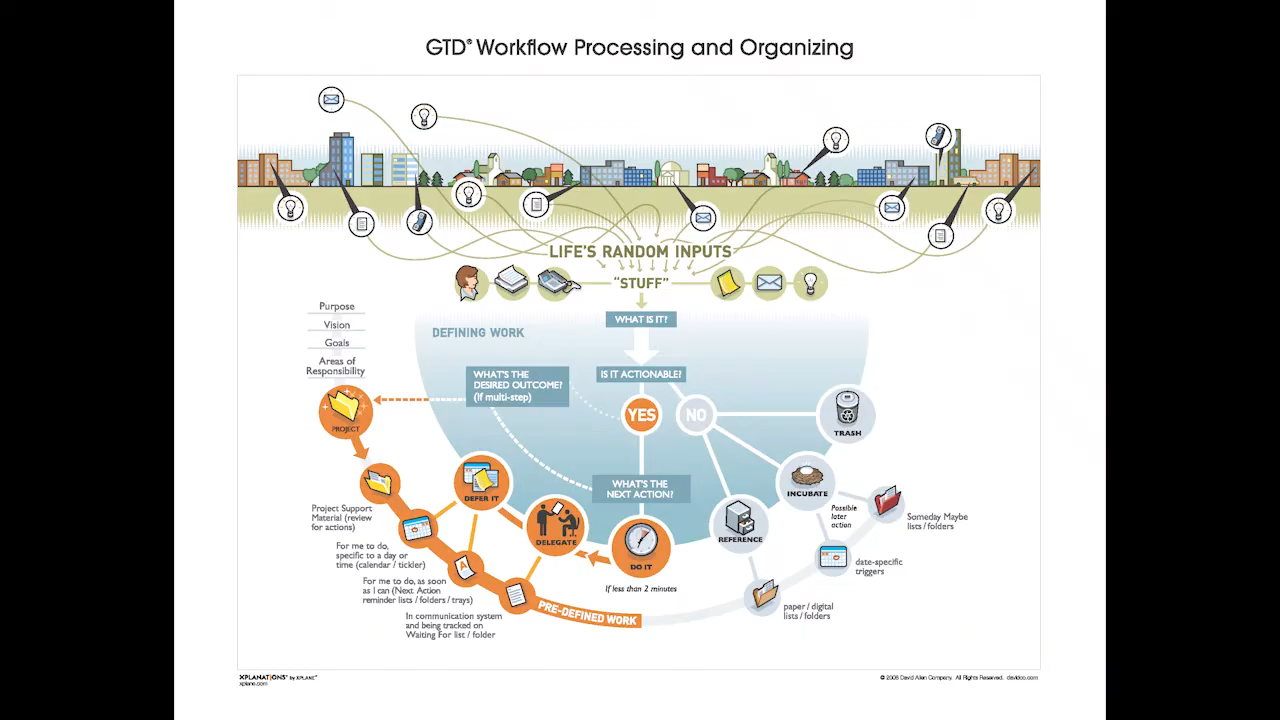 GTD® Workflow Processing and Organizing
LIFE'S RANDOM INPUTS
"STUFF"
WHAT IS IT?
Purpose
Vision
Goals
Areas of
Responsibility
DEFINING WORK
WHAT'S THE
DESIRED OUTCOME?
(if multi-step)
IS IT ACTIONABLE?
YES
NO
TRASH
PROJECT
DEFER IT
WHAT'S THE
NEXT ACTION?
INCUBATE
Possible
later
action
Someday Maybe
lists / folders
Project Support
Material (review
for actions)
DELEGATE
DO IT
REFERENCE
For me to do,
specific to a day or
time (calendar / tickler)
date-specific
triggers
For me to do, as soon
as I can (Next Action
reminder lists / folders / trays)
A
If less than 2 minutes
In communication system
and being tracked on
Waiting For list / folder
PRE-DEFINED WORK
paper / digital
lists / folders
XPLANATIONS® by XPLANE™
xplane.com
© 2008 David Allen Company. All Rights Reserved. davidco.com